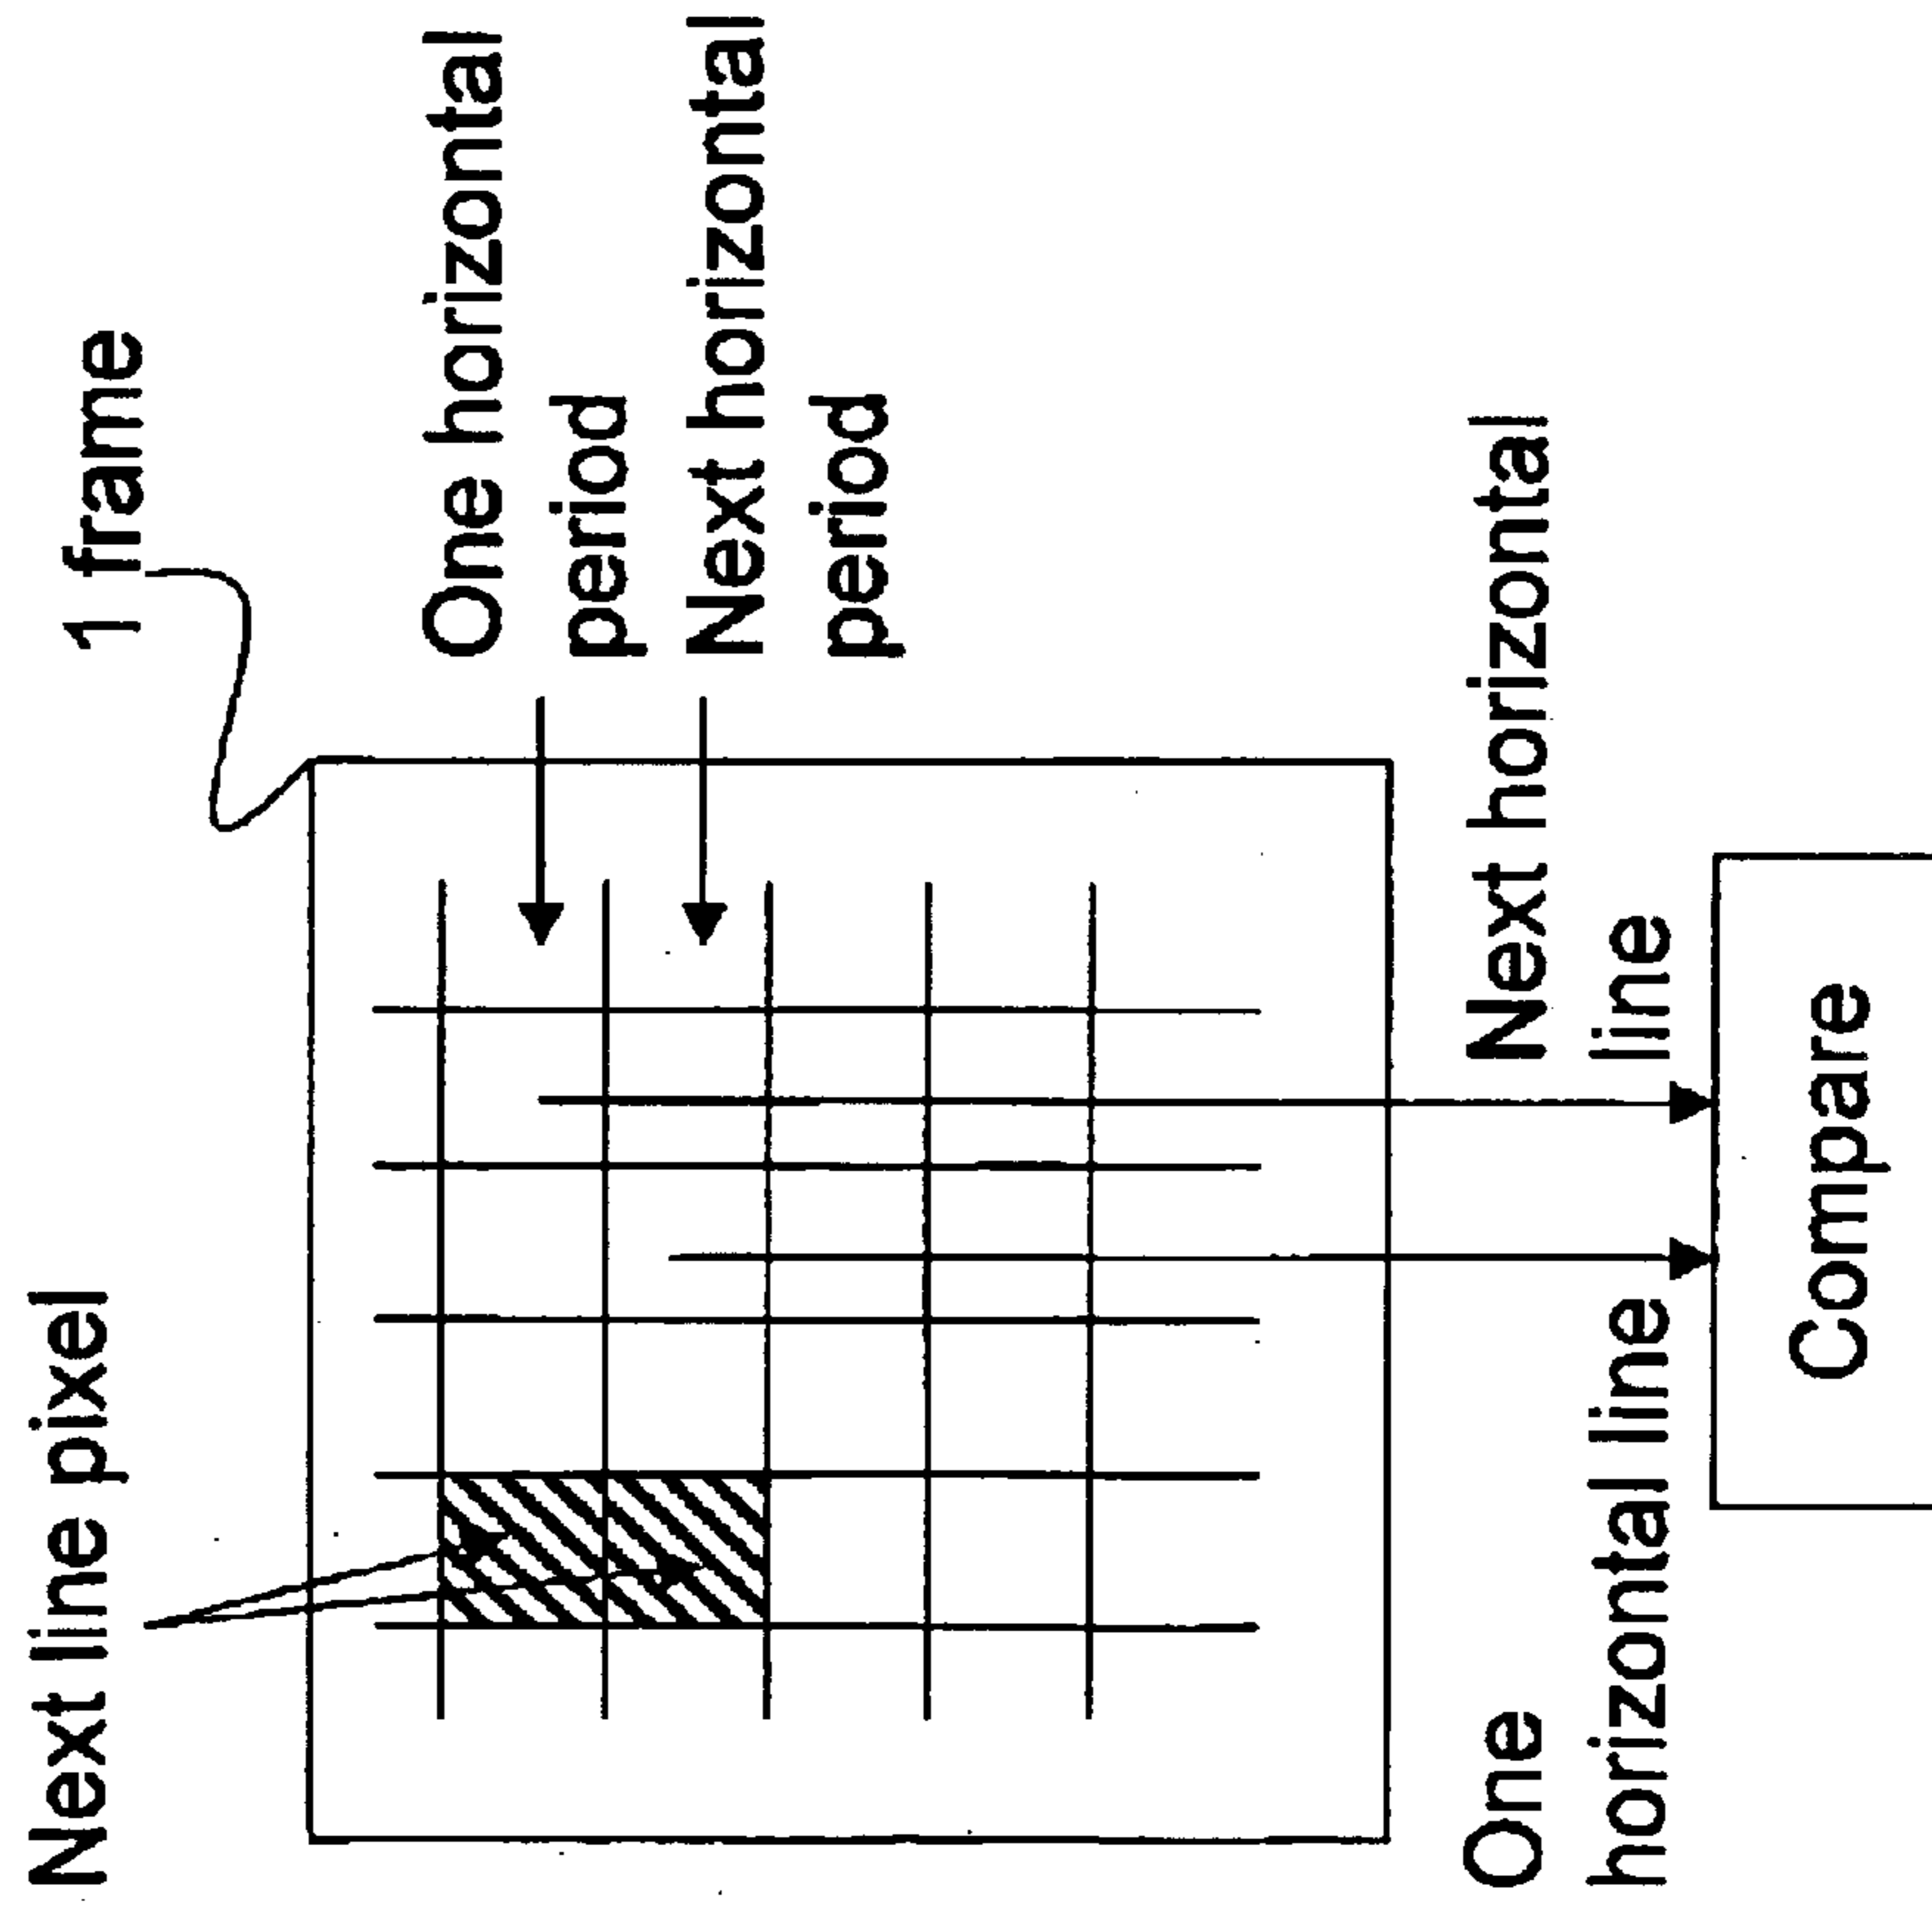 Next line pixel
1 frame
One horizontal
period
Next horizontal
period
One
horizontal line
Next horizontal
line
Compare